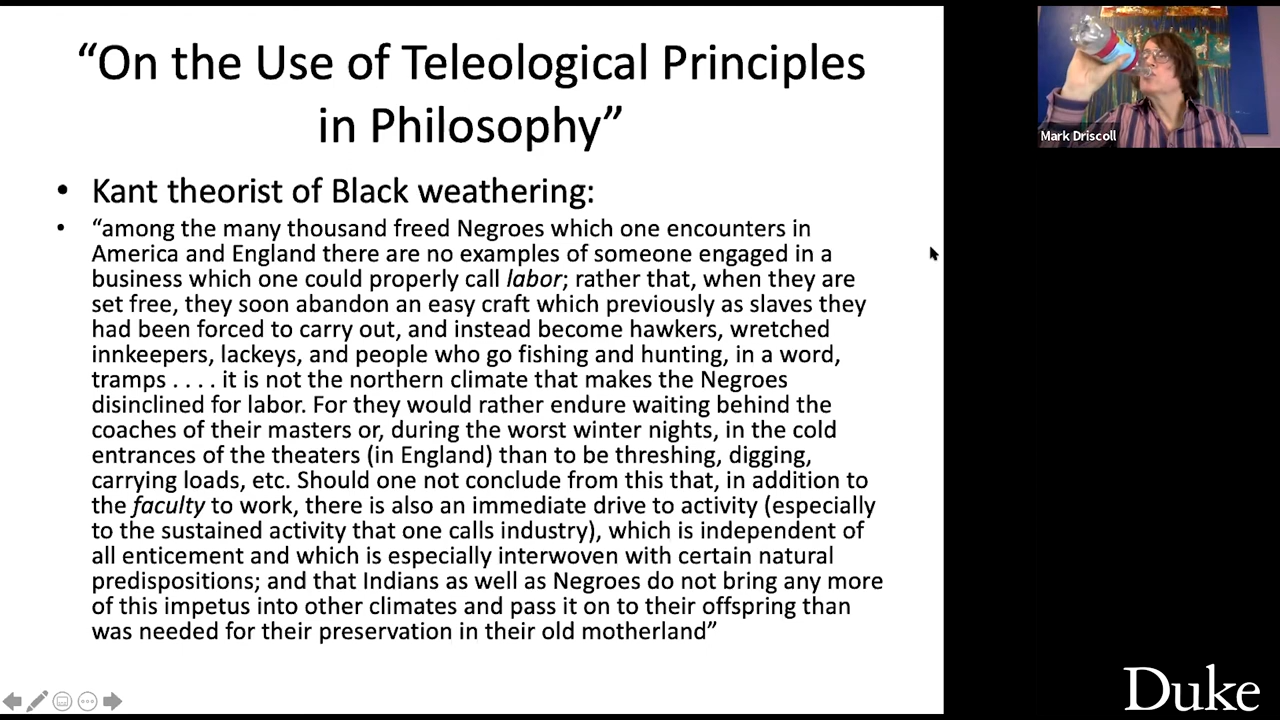 “On the Use of Teleological Principles
in Philosophy”
• Kant theorist of Black weathering:
• “among the many thousand freed Negroes which one encounters in
America and England there are no examples of someone engaged in a
business which one could properly call labor; rather that, when they are
set free, they soon abandon an easy craft which previously as slaves they
had been forced to carry out, and instead become hawkers, wretched
innkeepers, lackeys, and people who go fishing and hunting, in a word,
tramps . . . . it is not the northern climate that makes the Negroes
disinclined for labor. For they would rather endure waiting behind the
coaches of their masters or, during the worst winter nights, in the cold
entrances of the theaters (in England) than to be threshing, digging,
carrying loads, etc. Should one not conclude from this that, in addition to
the faculty to work, there is also an immediate drive to activity (especially
to the sustained activity that one calls industry), which is independent of
all enticement and which is especially interwoven with certain natural
predispositions; and that Indians as well as Negroes do not bring any more
of this impetus into other climates and pass it on to their offspring than
was needed for their preservation in their old motherland”
Mark Driscoll
Duke